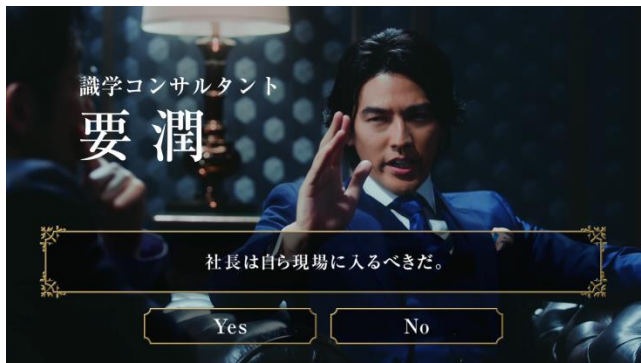 識学コンサルタント
要 潤
社長は自ら現場に入るべきだ。
Yes
No